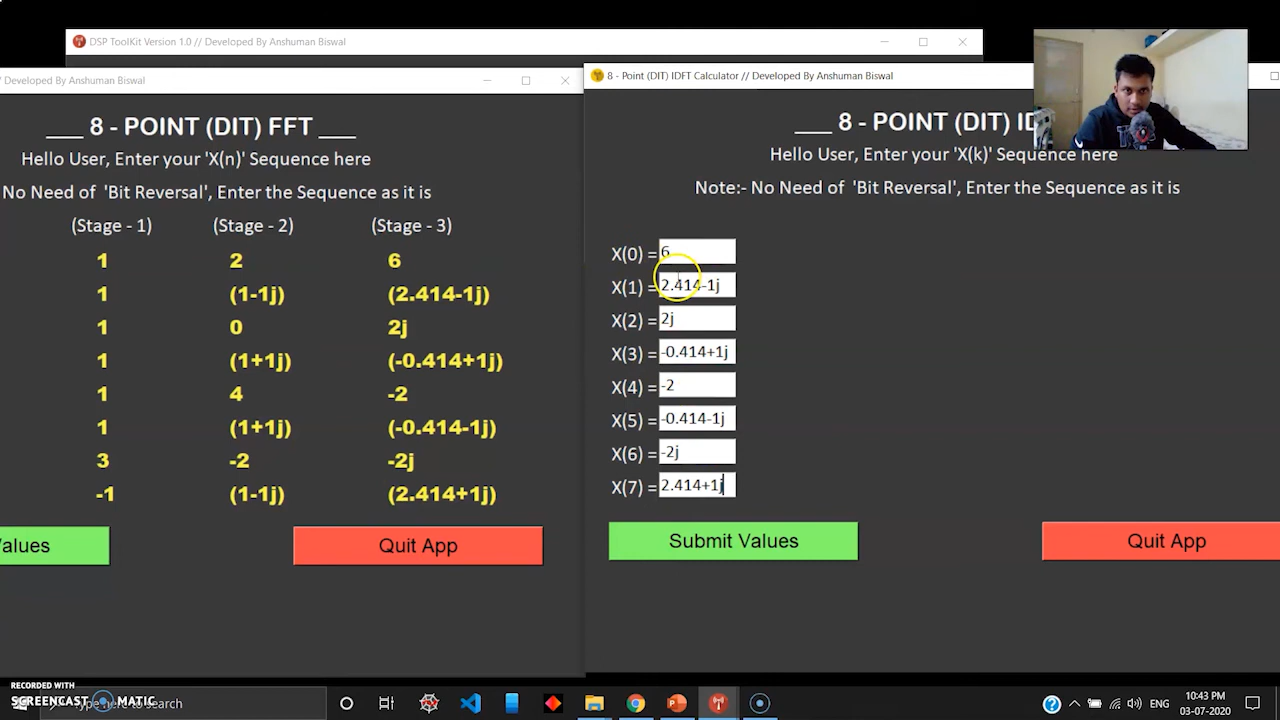 DSP ToolKit Version 1.0 // Developed By Anshuman Biswal
/ Developed By Anshuman Biswal
___ 8 - POINT (DIT) FFT ___
Hello User, Enter your 'X(n)' Sequence here
No Need of 'Bit Reversal', Enter the Sequence as it is
(Stage - 1) (Stage - 2) (Stage - 3)
1 2 6
1 (1-1j) (2.414-1j)
1 0 2j
1 (1+1j) (-0.414+1j)
1 4 -2
1 (1+1j) (-0.414-1j)
3 -2 -2j
-1 (1-1j) (2.414+1j)
Values Quit App
8 - Point (DIT) IDFT Calculator // Developed By Anshuman Biswal
___ 8 - POINT (DIT) ID
Hello User, Enter your 'X(k)' Sequence here
Note:- No Need of 'Bit Reversal', Enter the Sequence as it is
X(0) = 6
X(1) = 2.414-1j
X(2) = 2j
X(3) = -0.414+1j
X(4) = -2
X(5) = -0.414-1j
X(6) = -2j
X(7) = 2.414+1j
Submit Values Quit App
RECORDED WITH
SCREENCAST MATIC
ype here to search
ENG
10:43 PM
03-07-2020